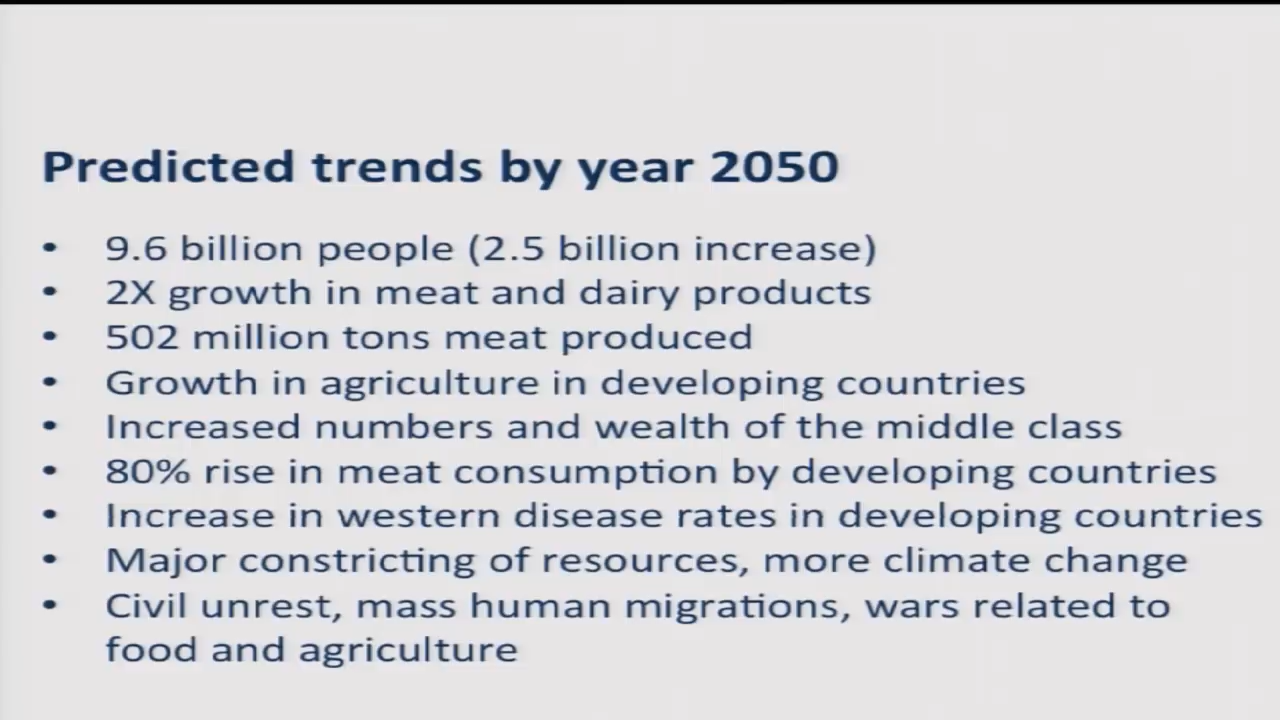 Predicted trends by year 2050
• 9.6 billion people (2.5 billion increase)
• 2X growth in meat and dairy products
• 502 million tons meat produced
• Growth in agriculture in developing countries
• Increased numbers and wealth of the middle class
• 80% rise in meat consumption by developing countries
• Increase in western disease rates in developing countries
• Major constricting of resources, more climate change
• Civil unrest, mass human migrations, wars related to
food and agriculture